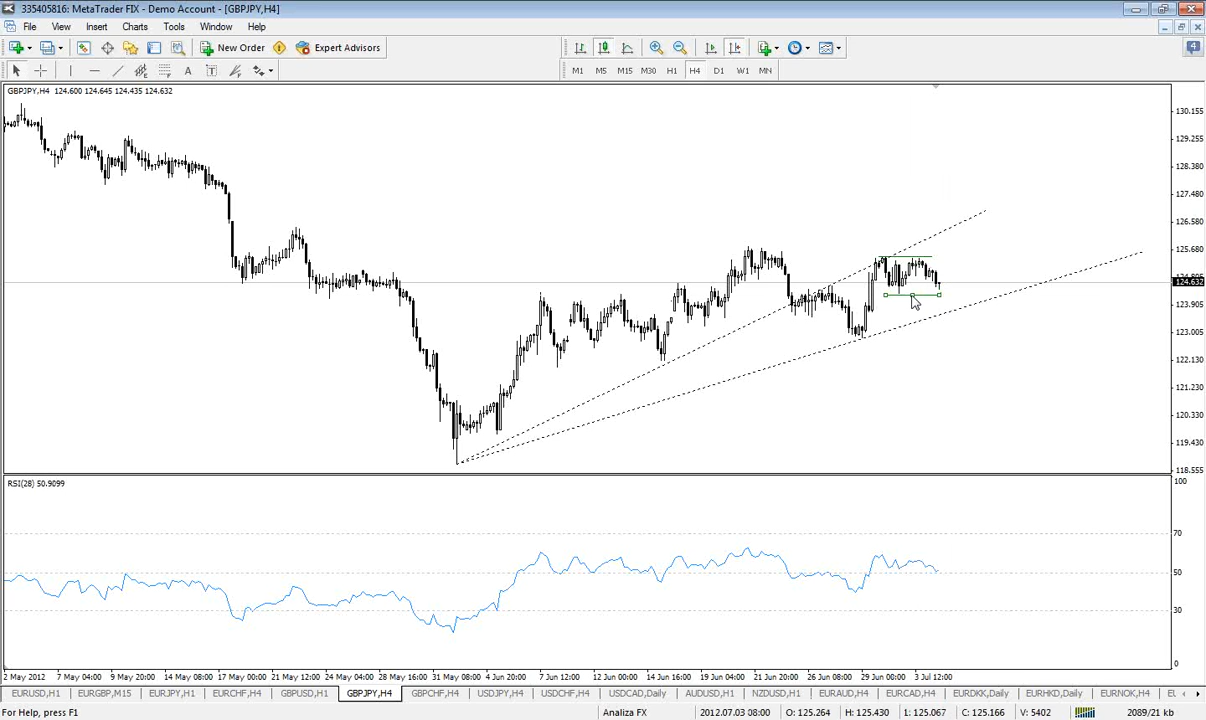 335405816: MetaTrader FIX - Demo Account - [GBPJPY,H4]
File View Insert Charts Tools Window Help
New Order Expert Advisors 4
A T M1 M5 M15 M30 H1 H4 D1 W1 MN
GBPJPY,H4 124.600 124.645 124.435 124.632
130.155
129.255
128.380
127.480
126.580
125.680
124.632
123.905
123.005
122.130
121.230
120.330
119.430
118.555
RSI(28) 50.9099
100
70
50
30
0
2 May 2012 7 May 04:00 9 May 20:00 14 May 08:00 17 May 00:00 21 May 12:00 24 May 04:00 28 May 16:00 31 May 08:00 4 Jun 20:00 7 Jun 12:00 12 Jun 00:00 14 Jun 16:00 19 Jun 04:00 21 Jun 20:00 26 Jun 08:00 29 Jun 00:00 3 Jul 12:00
EURUSD,H1 EURGBP,M15 EURJPY,H1 EURCHF,H4 GBPUSD,H1 GBPJPY,H4 GBPCHF,H4 USDJPY,H4 USDCHF,H4 USDCAD,Daily AUDUSD,H1 NZDUSD,H1 EURAUD,H4 EURCAD,H4 EURDKK,Daily EURHKD,Daily EURNOK,H4
For Help, press F1 Analiza FX 2012.07.03 08:00 O: 125.264 H: 125.430 L: 125.067 C: 125.166 V: 5402 2089/21 kb